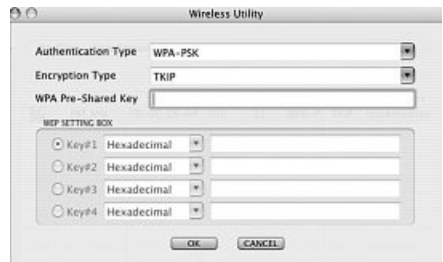 Wireless Utility
Authentication Type WPA-PSK
Encryption Type TKIP
WPA Pre-Shared Key
WEP SETTING BOX
Key#1 Hexadecimal
Key#2 Hexadecimal
Key#3 Hexadecimal
Key#4 Hexadecimal
OK CANCEL